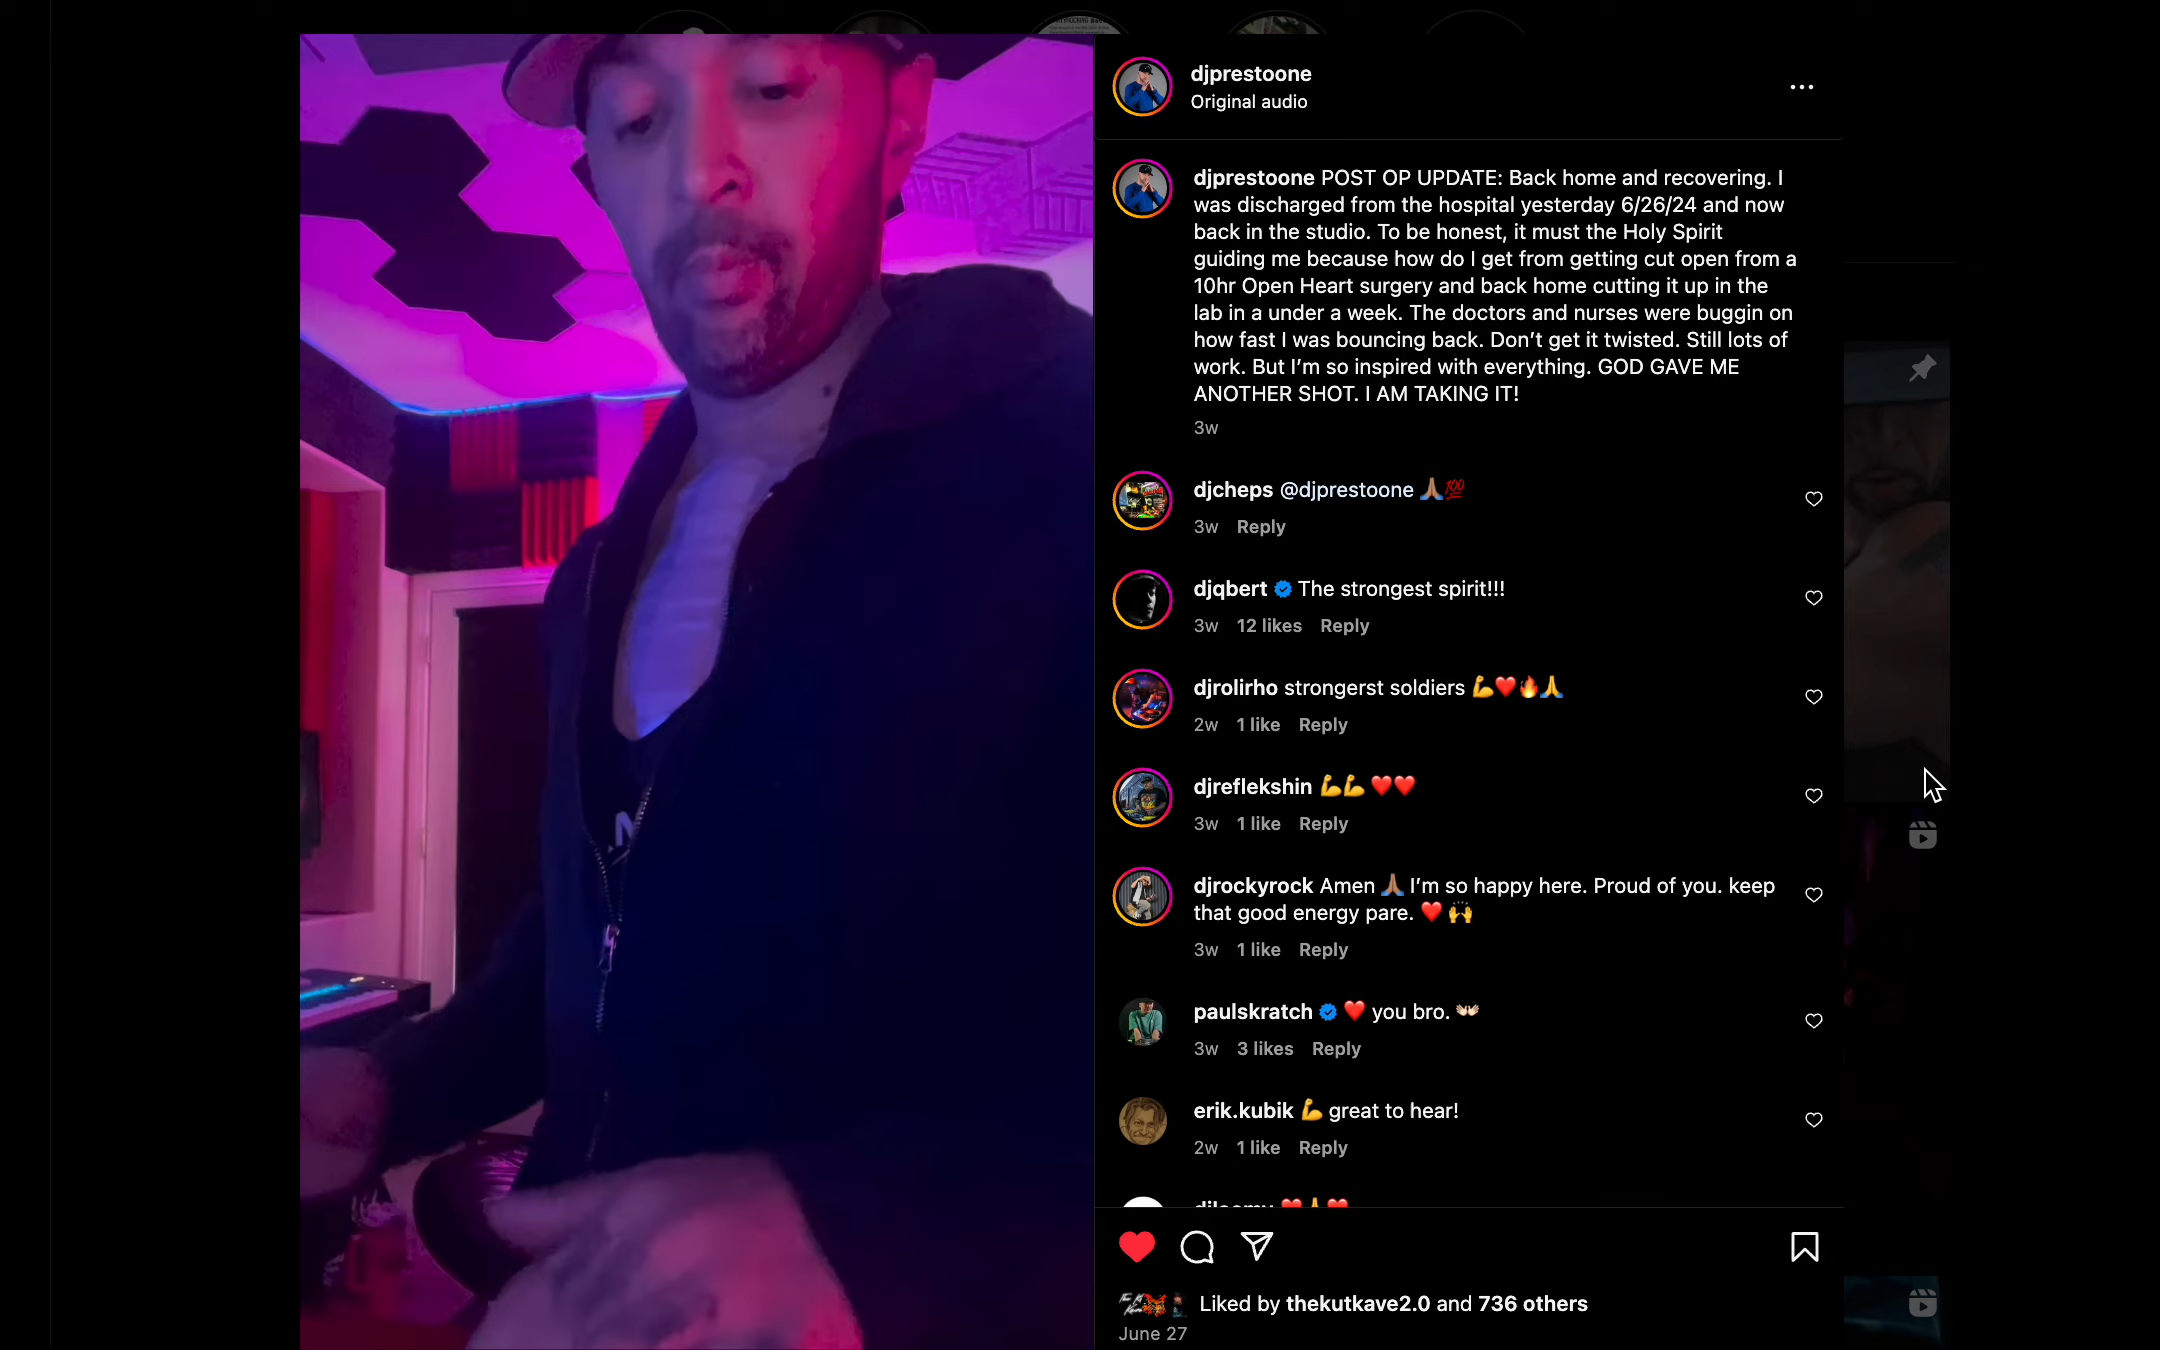 djprestoone
Original audio
djprestoone POST OP UPDATE: Back home and recovering. I
was discharged from the hospital yesterday 6/26/24 and now
back in the studio. To be honest, it must the Holy Spirit
guiding me because how do I get from getting cut open from a
10hr Open Heart surgery and back home cutting it up in the
lab in a under a week. The doctors and nurses were buggin on
how fast I was bouncing back. Don’t get it twisted. Still lots of
work. But I’m so inspired with everything. GOD GAVE ME
ANOTHER SHOT. I AM TAKING IT!
3w
djcheps @djprestoone 🙏🏽💯
3w Reply
djqbert The strongest spirit!!!
3w 12 likes Reply
djrolirho strongerst soldiers 💪❤️🔥🙏
2w 1 like Reply
djreflekshin 💪💪❤️❤️
3w 1 like Reply
djrockyrock Amen 🙏🏽 I’m so happy here. Proud of you. keep
that good energy pare. ❤️🙌
3w 1 like Reply
paulskratch ❤️ you bro. 👐🏻
3w 3 likes Reply
erik.kubik 💪 great to hear!
2w 1 like Reply
Liked by thekutkave2.0 and 736 others
June 27